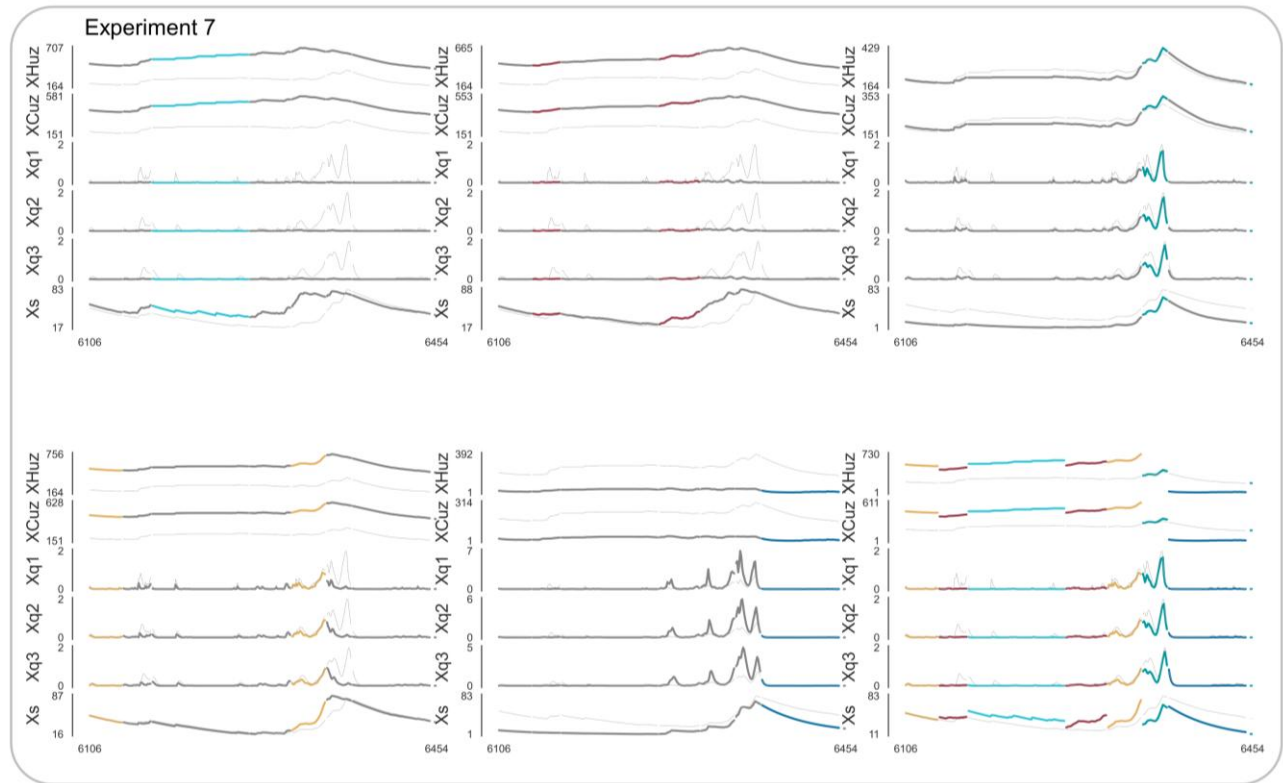 Experiment 7
707
XHuz
164
581
XCuz
151
2
Xq1
0
2
Xq2
0
2
Xq3
0
83
Xs
17
6106 6454
665
XHuz
164
553
XCuz
151
2
Xq1
0
2
Xq2
0
2
Xq3
0
88
Xs
17
6106 6454
429
XHuz
164
353
XCuz
151
2
Xq1
0
2
Xq2
0
2
Xq3
0
83
Xs
1
6106 6454
756
XHuz
164
628
XCuz
151
2
Xq1
0
2
Xq2
0
2
Xq3
0
87
Xs
16
6106 6454
392
XHuz
1
314
XCuz
1
7
Xq1
0
6
Xq2
0
5
Xq3
0
83
Xs
1
6106 6454
730
XHuz
1
611
XCuz
1
2
Xq1
0
2
Xq2
0
2
Xq3
0
83
Xs
11
6106 6454